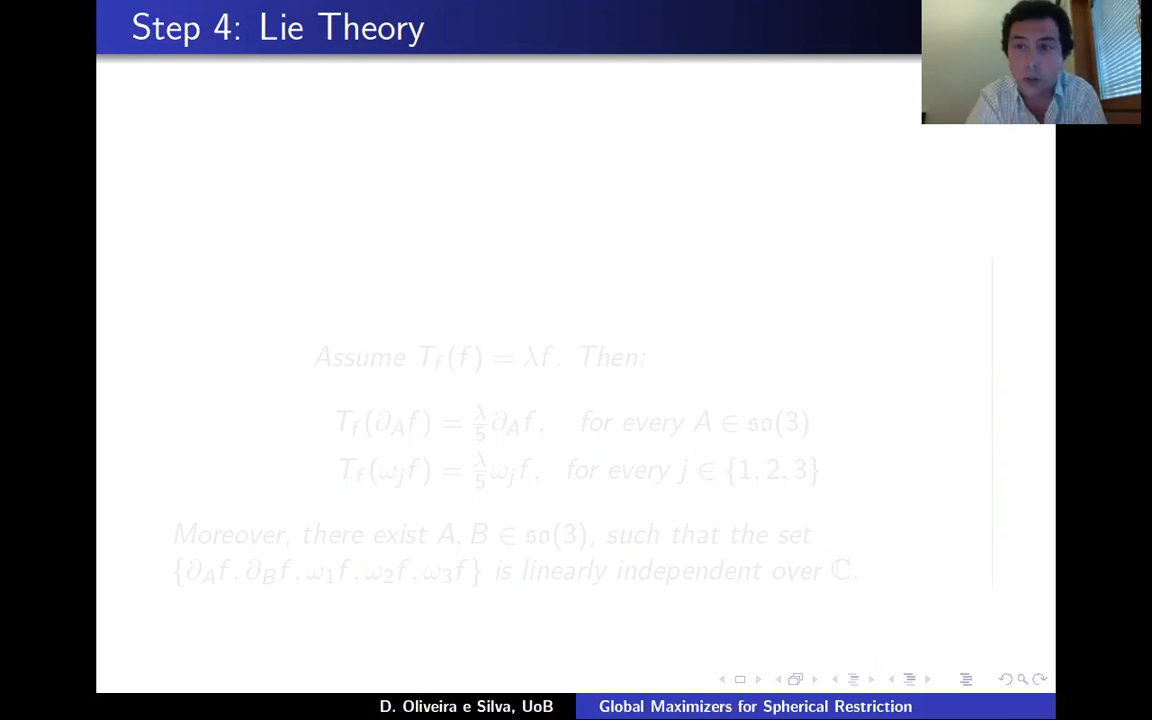 Step 4: Lie Theory
Assume T_f(f) = λf. Then:
T_f(∂_A f) = λ/5 ∂_A f, for every A ∈ 𝔰𝔬(3)
T_f(ω_j f) = λ/5 ω_j f, for every j ∈ {1, 2, 3}
Moreover, there exist A, B ∈ 𝔰𝔬(3), such that the set
{∂_A f, ∂_B f, ω_1 f, ω_2 f, ω_3 f} is linearly independent over ℂ.
D. Oliveira e Silva, UoB Global Maximizers for Spherical Restriction